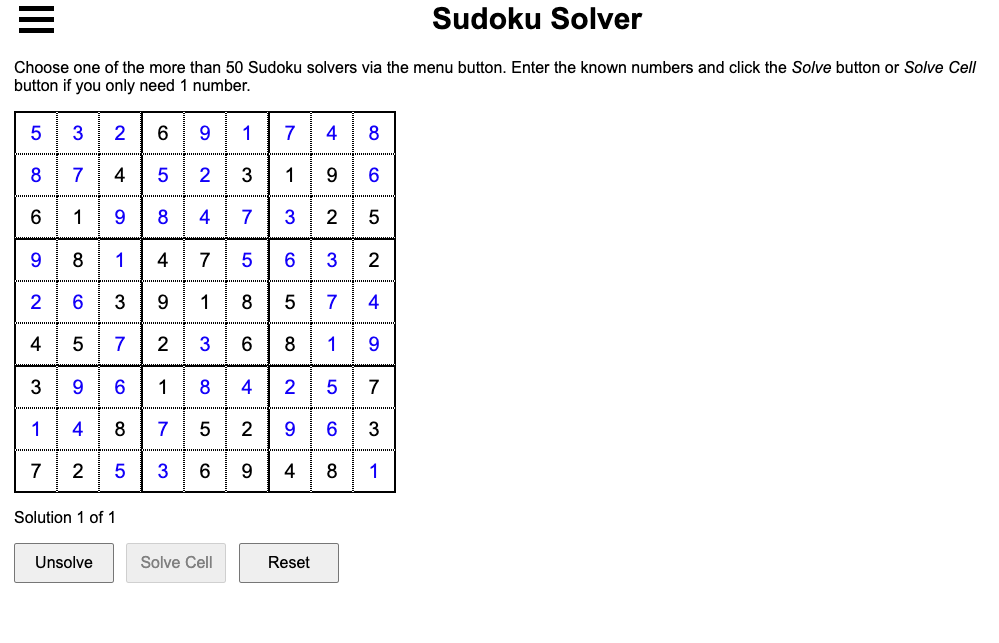 Sudoku Solver
Choose one of the more than 50 Sudoku solvers via the menu button. Enter the known numbers and click the Solve button or Solve Cell
button if you only need 1 number.
5 3 2 6 9 1 7 4 8
8 7 4 5 2 3 1 9 6
6 1 9 8 4 7 3 2 5
9 8 1 4 7 5 6 3 2
2 6 3 9 1 8 5 7 4
4 5 7 2 3 6 8 1 9
3 9 6 1 8 4 2 5 7
1 4 8 7 5 2 9 6 3
7 2 5 3 6 9 4 8 1
Solution 1 of 1
Unsolve Solve Cell Reset